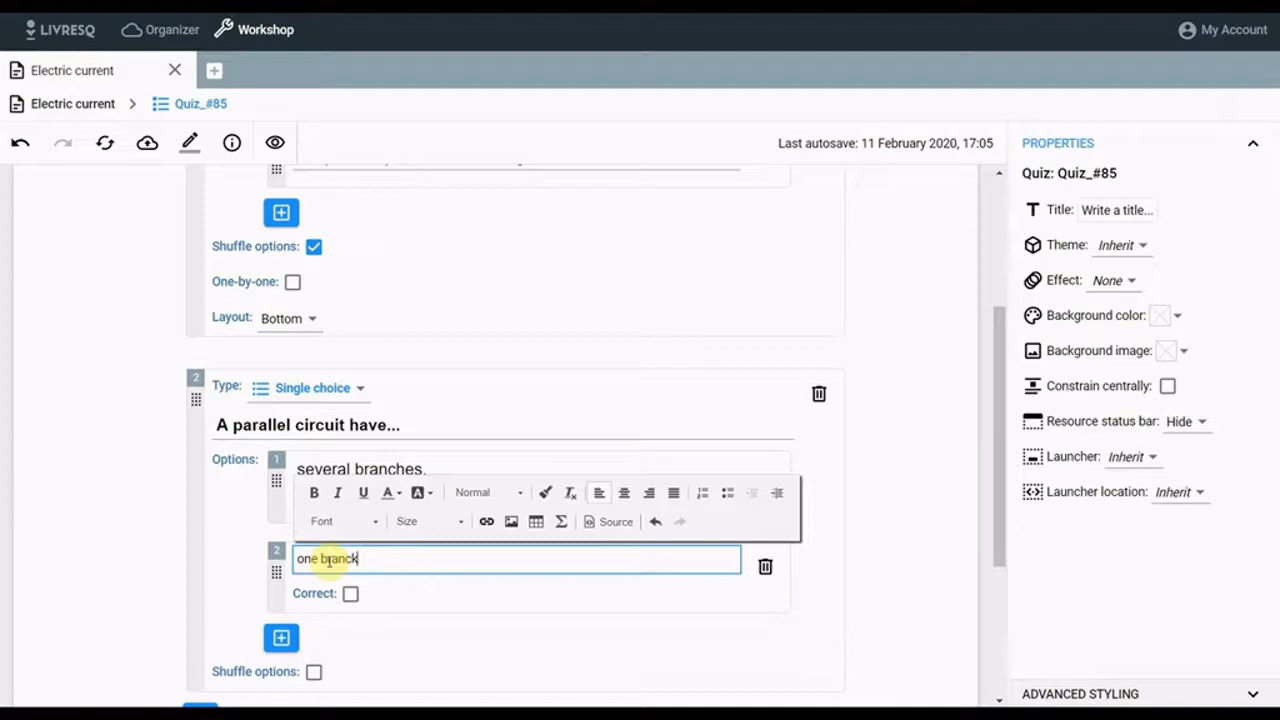 LIVRESQ Organizer Workshop My Account
Electric current
Electric current > Quiz_#85
Last autosave: 11 February 2020, 17:05
Shuffle options:
One-by-one:
Layout: Bottom
2 Type: Single choice
A parallel circuit have...
Options: 1 several branches.
B I U A A Normal
Font Size Source
2 one branck
Correct:
Shuffle options:
PROPERTIES
Quiz: Quiz_#85
Title: Write a title...
Theme: Inherit
Effect: None
Background color:
Background image:
Constrain centrally:
Resource status bar: Hide
Launcher: Inherit
Launcher location: Inherit
ADVANCED STYLING